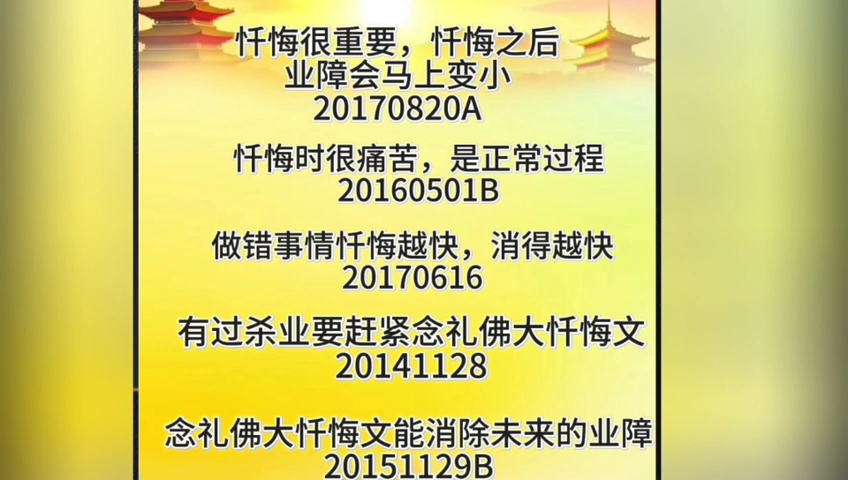 忏悔很重要，忏悔之后
业障会马上变小
20170820A
忏悔时很痛苦，是正常过程
20160501B
做错事情忏悔越快，消得越快
20170616
有过杀业要赶紧念礼佛大忏悔文
20141128
念礼佛大忏悔文能消除未来的业障
20151129B